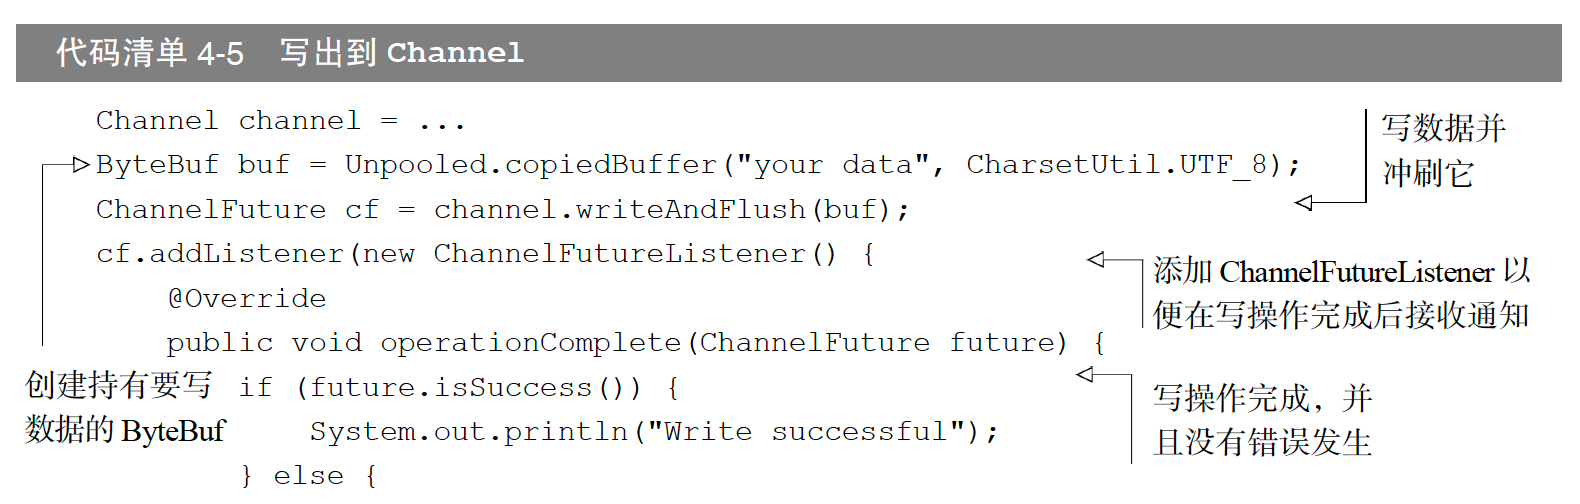 代码清单 4-5 写出到 Channel
Channel channel = ...
ByteBuf buf = Unpooled.copiedBuffer("your data", CharsetUtil.UTF_8);
ChannelFuture cf = channel.writeAndFlush(buf);
cf.addListener(new ChannelFutureListener() {
@Override
public void operationComplete(ChannelFuture future) {
if (future.isSuccess()) {
System.out.println("Write successful");
} else {
写数据并
冲刷它
添加 ChannelFutureListener 以
便在写操作完成后接收通知
创建持有要写
数据的 ByteBuf
写操作完成，并
且没有错误发生